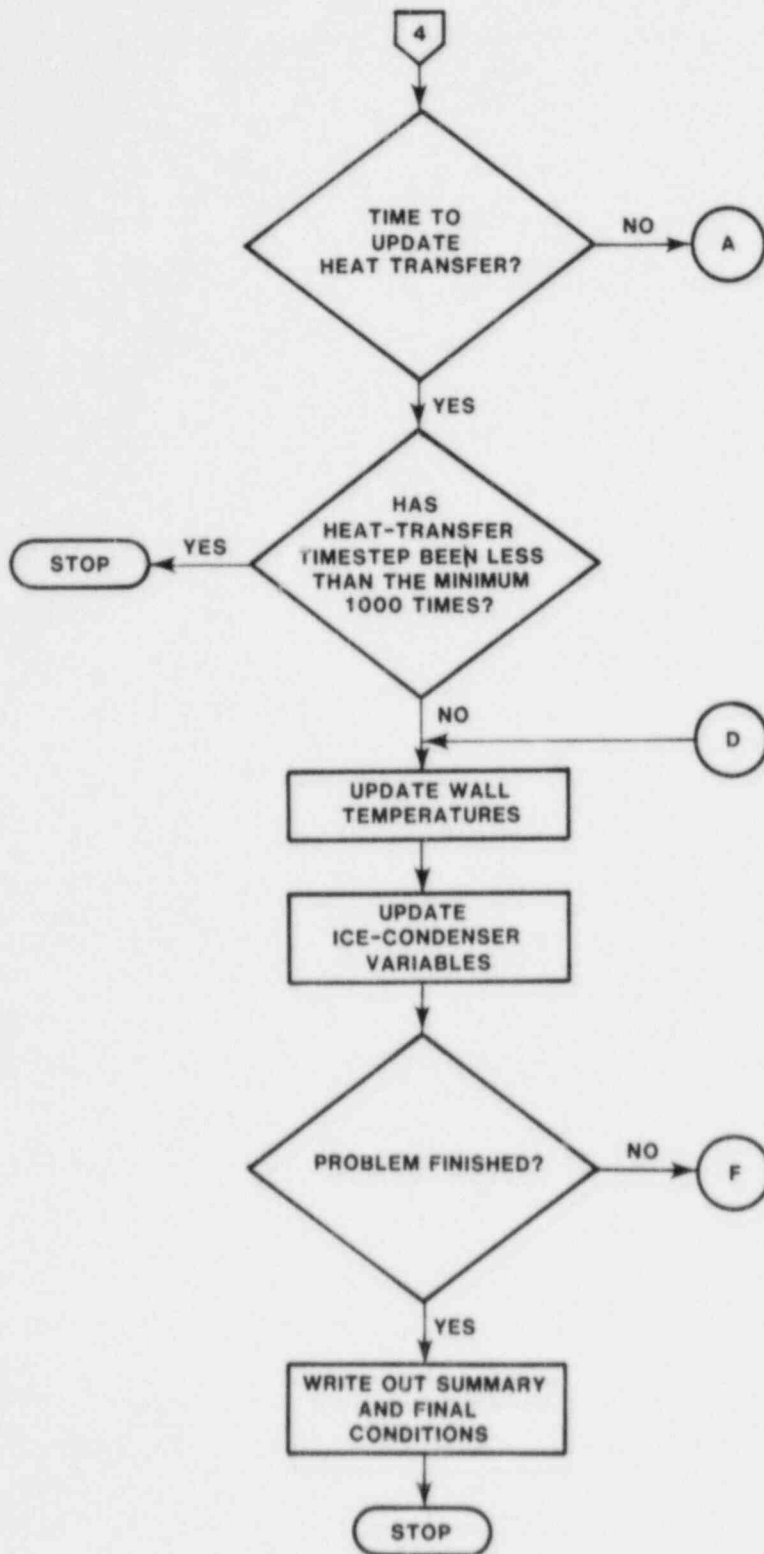 4
TIME TO
UPDATE
HEAT TRANSFER?
NO
A
YES
HAS
HEAT-TRANSFER
TIMESTEP BEEN LESS
THAN THE MINIMUM
1000 TIMES?
YES
STOP
NO
D
UPDATE WALL
TEMPERATURES
UPDATE
ICE-CONDENSER
VARIABLES
PROBLEM FINISHED?
NO
F
YES
WRITE OUT SUMMARY
AND FINAL
CONDITIONS
STOP